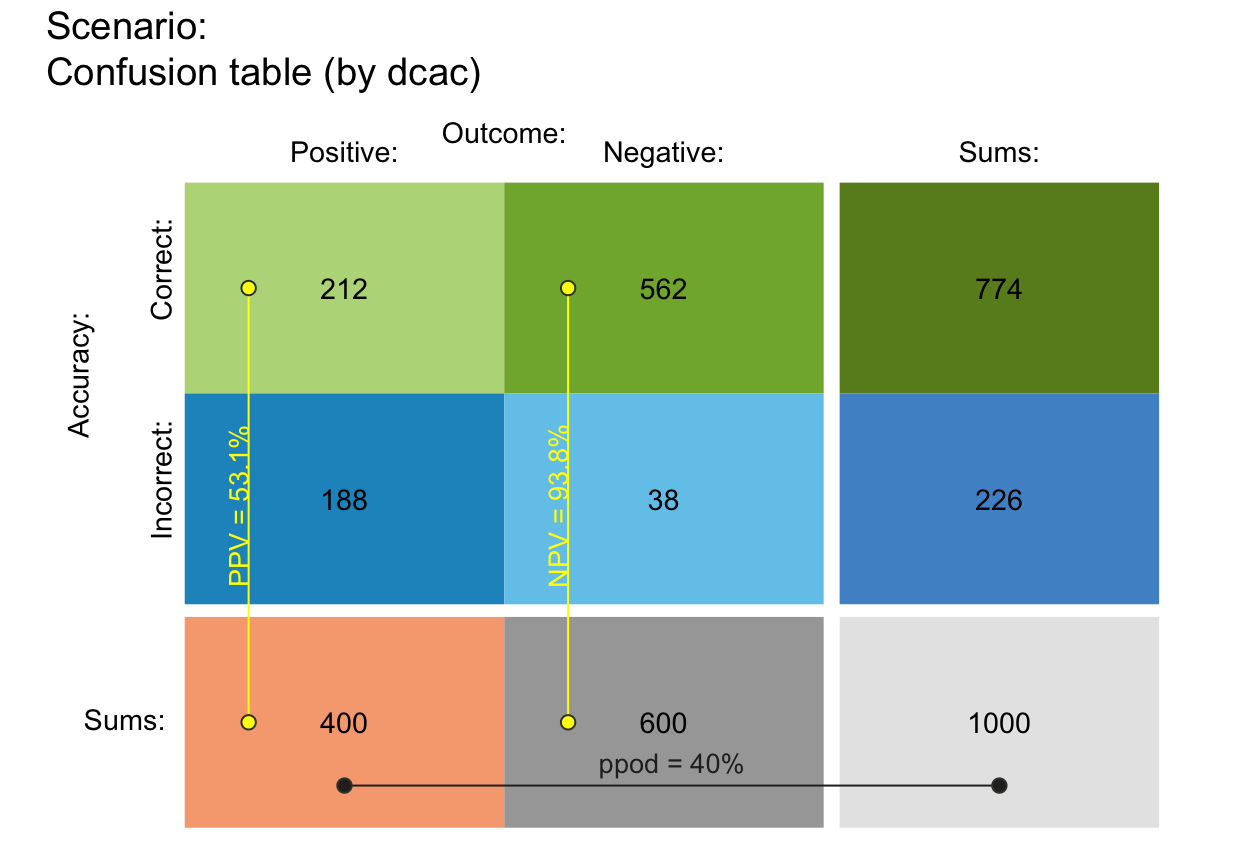 Scenario:
Confusion table (by dcac)
Outcome:
Positive:
Negative:
Sums:
Accuracy:
Correct:
212
562
774
Incorrect:
PPV = 53.1%
188
NPV = 93.8%
38
226
Sums:
400
600
1000
ppod = 40%